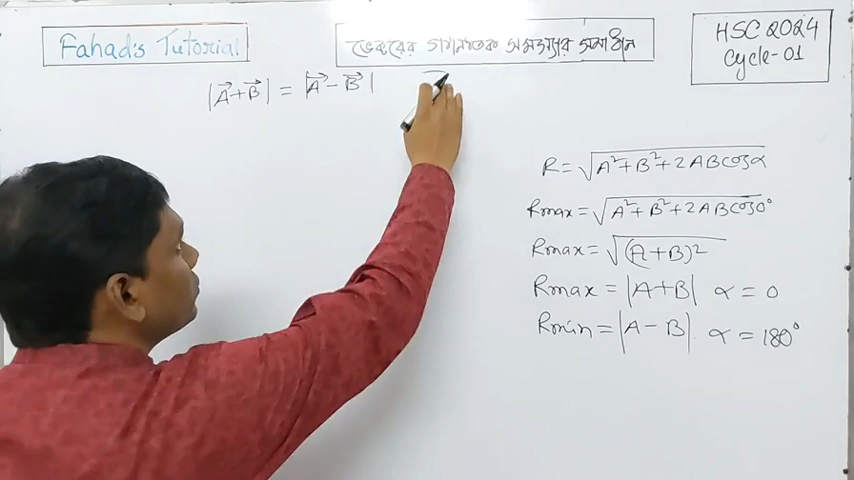 Fahad's Tutorial
ভেক্টরের গাণিতিক সমস্যার সমাধান
HSC 2024
Cycle-01
|A⃗+B⃗| = |A⃗-B⃗|
R=√A²+B²+2ABCosα
Rmax=√A²+B²+2ABCos0°
Rmax=√(A+B)²
Rmax=|A+B| α=0
Rmin=|A-B| α=180°